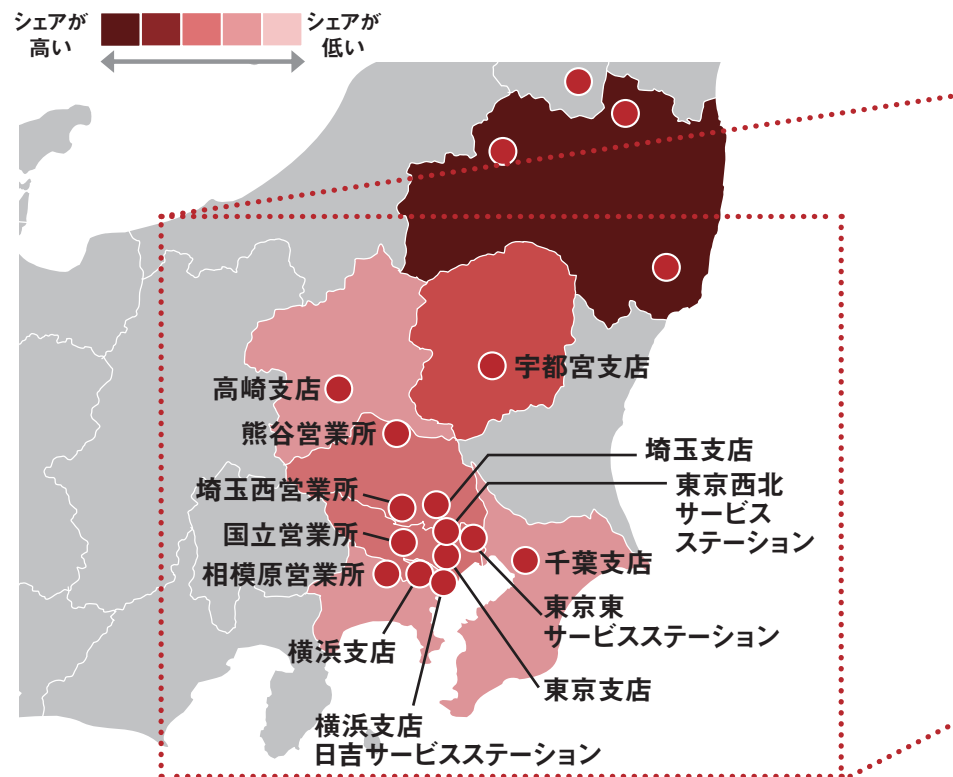 シェアが
高い
シェアが
低い
宇都宮支店
高崎支店
熊谷営業所
埼玉支店
埼玉西営業所
東京西北
サービス
ステーション
国立営業所
千葉支店
相模原営業所
東京東
サービスステーション
横浜支店
東京支店
横浜支店
日吉サービスステーション